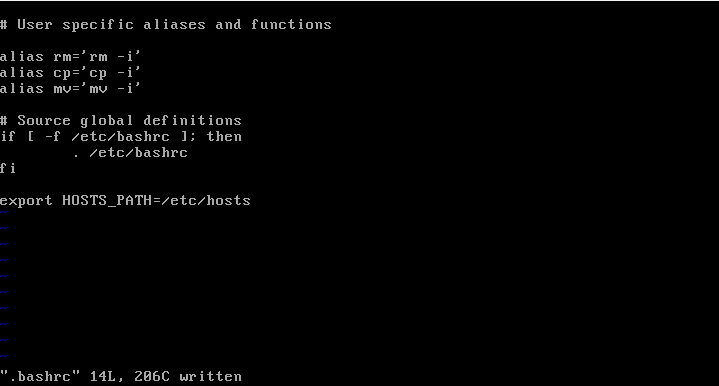 # User specific aliases and functions
alias rm='rm -i'
alias cp='cp -i'
alias mv='mv -i'
# Source global definitions
if [ -f /etc/bashrc ]; then
        . /etc/bashrc
fi
export HOSTS_PATH=/etc/hosts
~
~
~
~
~
~
~
~
~
~
".bashrc" 14L, 206C written